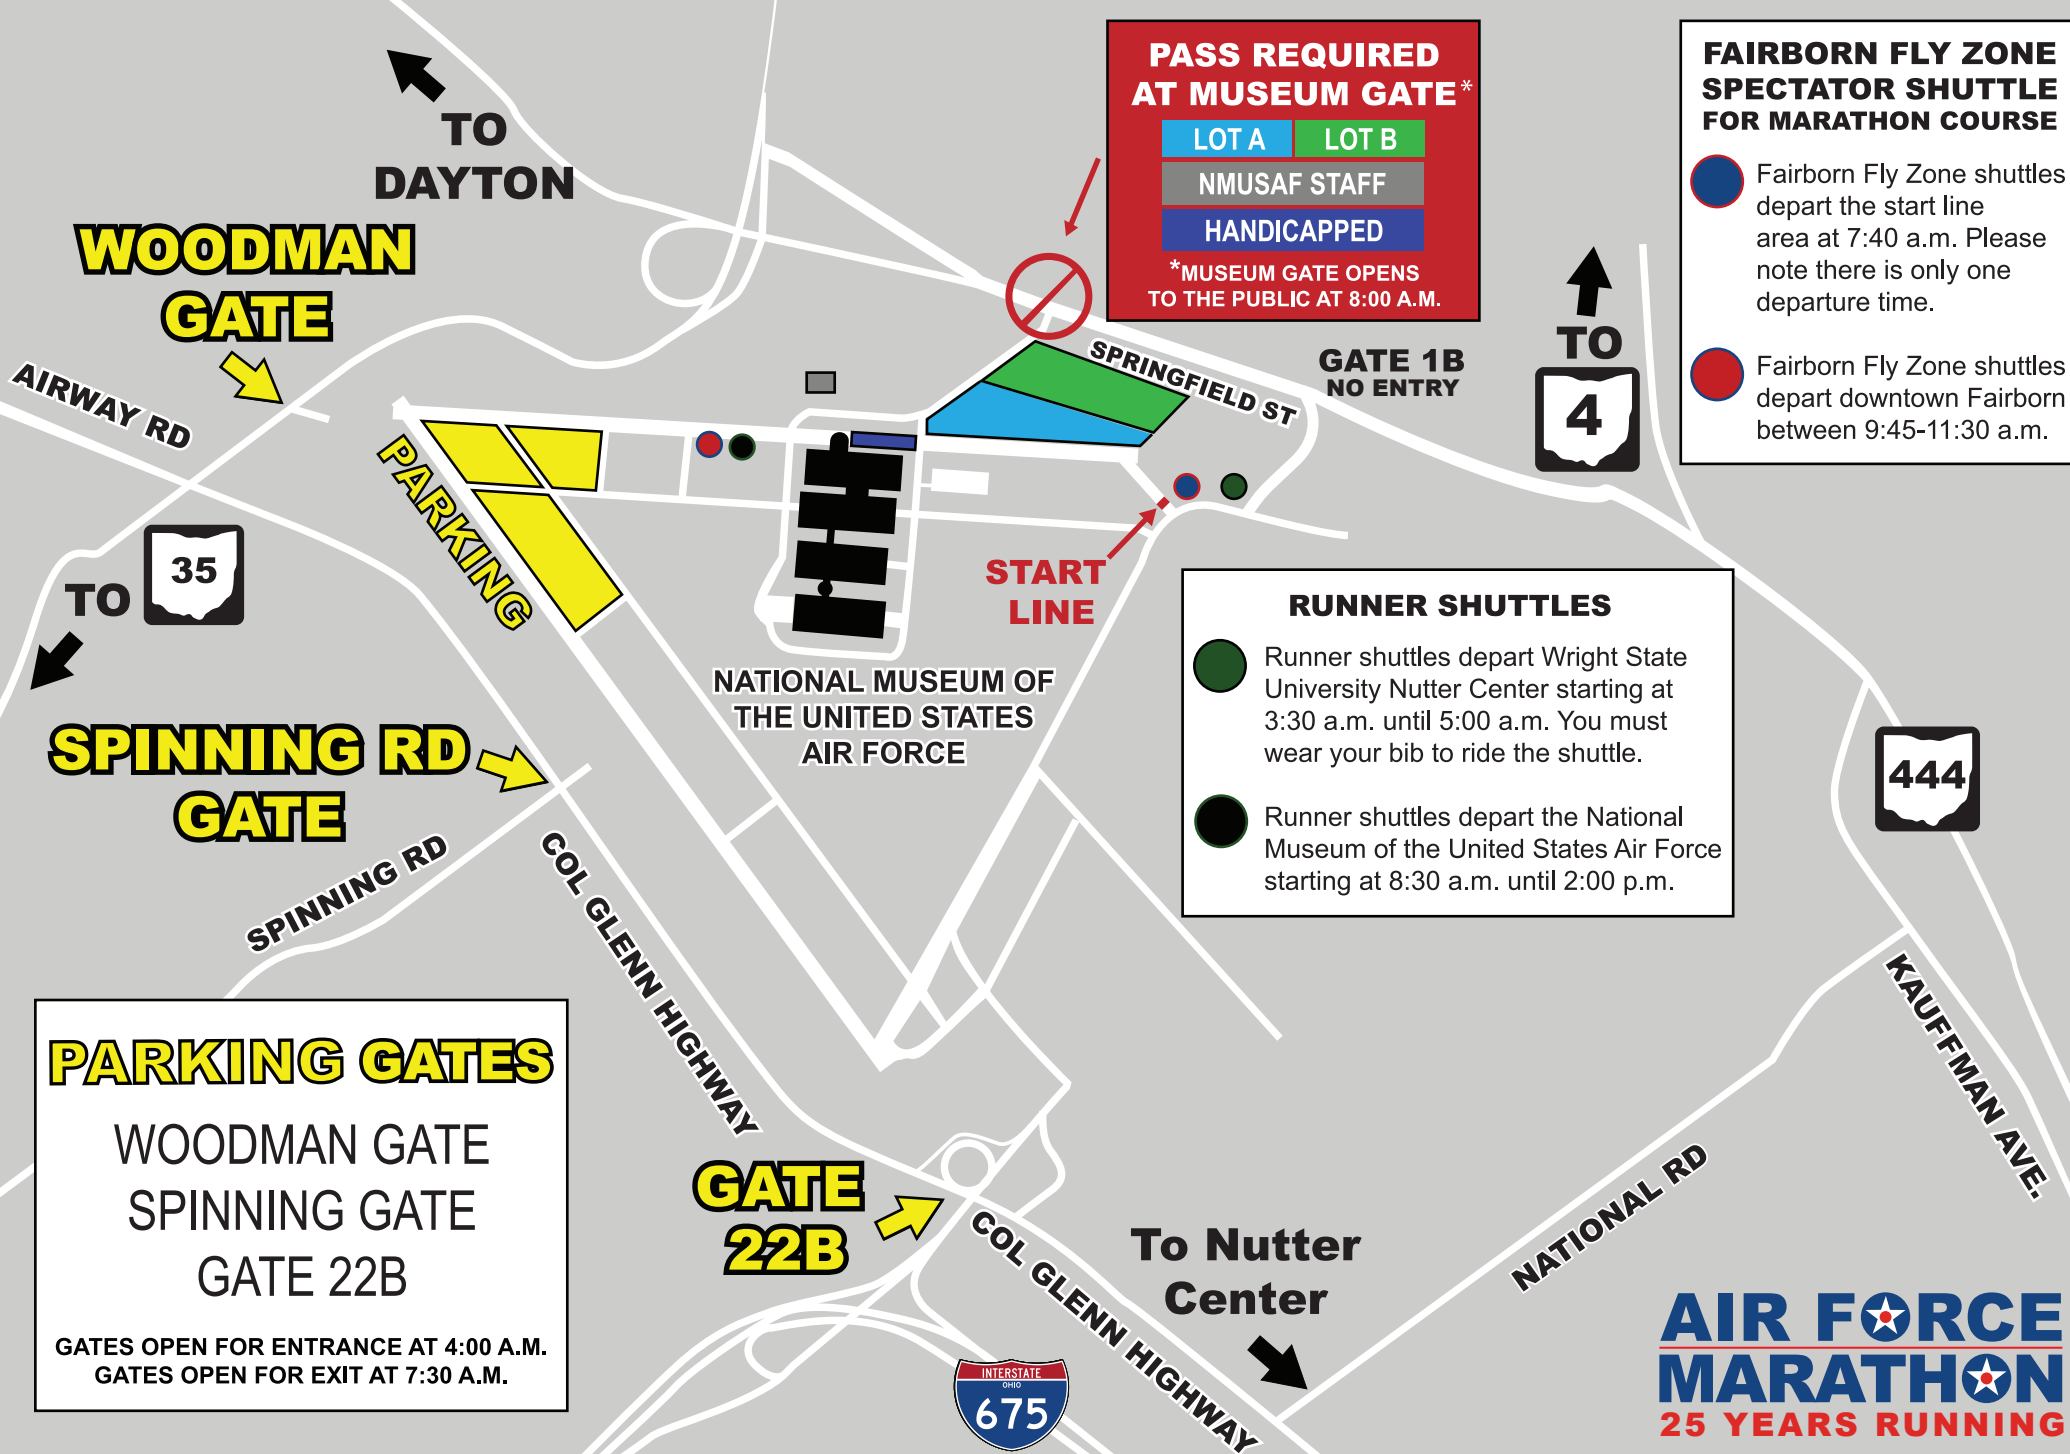 TO
DAYTON
WOODMAN
GATE
AIRWAY RD
TO
35
PARKING
SPINNING RD
GATE
SPINNING RD
COL GLENN HIGHWAY
PASS REQUIRED
AT MUSEUM GATE*
LOT A
LOT B
NMUSAF STAFF
HANDICAPPED
*MUSEUM GATE OPENS
TO THE PUBLIC AT 8:00 A.M.
SPRINGFIELD ST
GATE 1B
NO ENTRY
TO
4
FAIRBORN FLY ZONE
SPECTATOR SHUTTLE
FOR MARATHON COURSE
Fairborn Fly Zone shuttles
depart the start line
area at 7:40 a.m. Please
note there is only one
departure time.
Fairborn Fly Zone shuttles
depart downtown Fairborn
between 9:45-11:30 a.m.
START
LINE
NATIONAL MUSEUM OF
THE UNITED STATES
AIR FORCE
RUNNER SHUTTLES
Runner shuttles depart Wright State
University Nutter Center starting at
3:30 a.m. until 5:00 a.m. You must
wear your bib to ride the shuttle.
Runner shuttles depart the National
Museum of the United States Air Force
starting at 8:30 a.m. until 2:00 p.m.
444
KAUFFMAN AVE.
NATIONAL RD
PARKING GATES
WOODMAN GATE
SPINNING GATE
GATE 22B
GATES OPEN FOR ENTRANCE AT 4:00 A.M.
GATES OPEN FOR EXIT AT 7:30 A.M.
GATE
22B
COL GLENN HIGHWAY
To Nutter
Center
INTERSTATE
OHIO
675
AIR FORCE
MARATHON
25 YEARS RUNNING